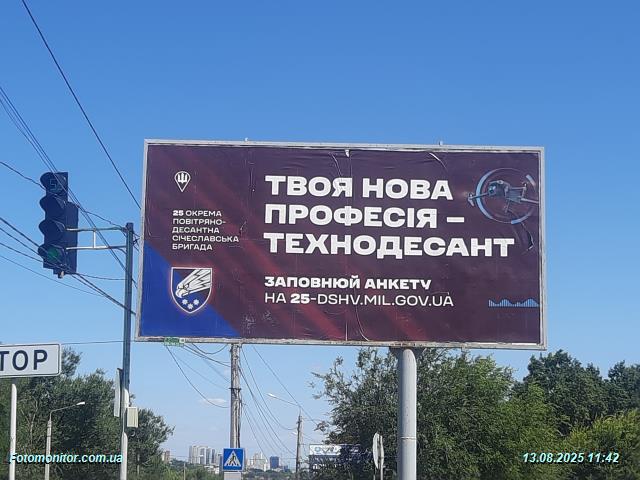 25 ОКРЕМА
ПОВІТРЯНО-
ДЕСАНТНА
СІЧЕСЛАВСЬКА
БРИГАДА
ТВОЯ НОВА
ПРОФЕСІЯ –
ТЕХНОДЕСАНТ
ЗАПОВНЮЙ АНКЕТУ
НА 25-DSHV.MIL.GOV.UA
ТОР
Fotomonitor.com.ua
13.08.2025 11:42